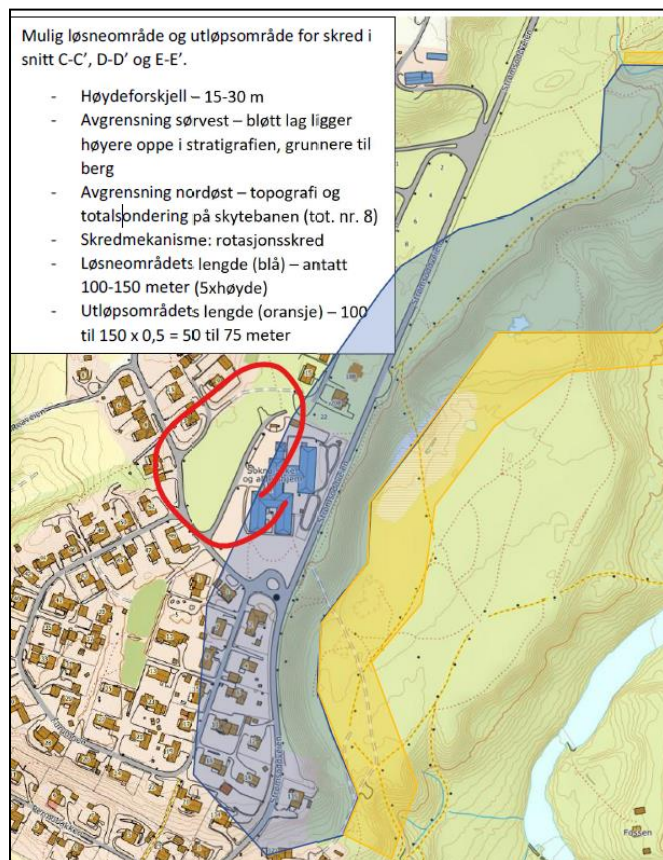 Mulig løsneområde og utløpsområde for skred i
snitt C-C’, D-D’ og E-E’.
- Høydeforskjell – 15-30 m
- Avgrensning sørvest – bløtt lag ligger
høyere oppe i stratigrafien, grunnere til
berg
- Avgrensning nordøst – topografi og
totalsondering på skytebanen (tot. nr. 8)
- Skredmekanisme: rotasjonsskred
- Løsneområdets lengde (blå) – antatt
100-150 meter (5xhøyde)
- Utløpsområdets lengde (oransje) – 100
til 150 x 0,5 = 50 til 75 meter
Fossen